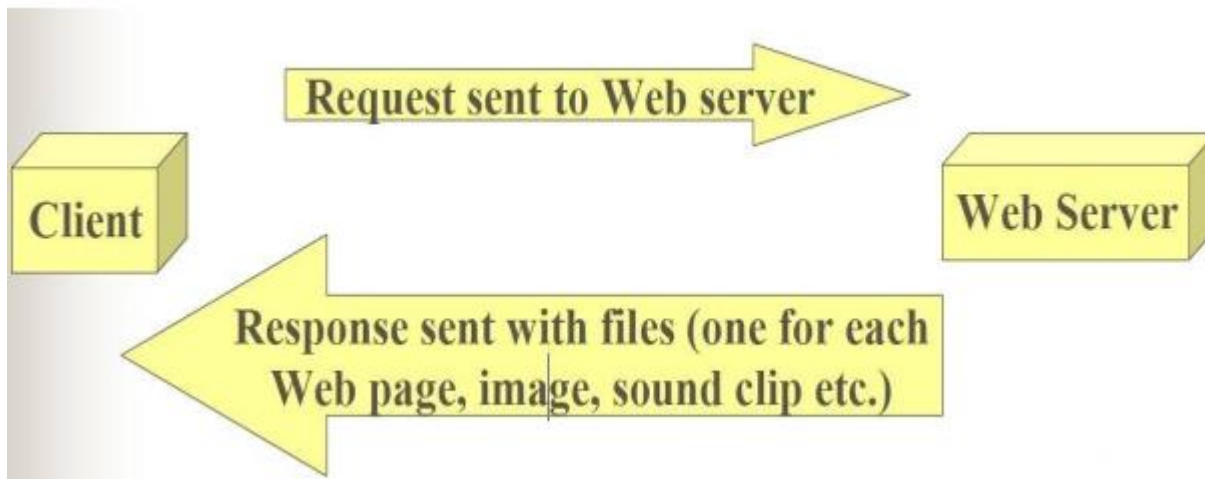 Request sent to Web server
Client
Web Server
Response sent with files (one for each
Web page, image, sound clip etc.)